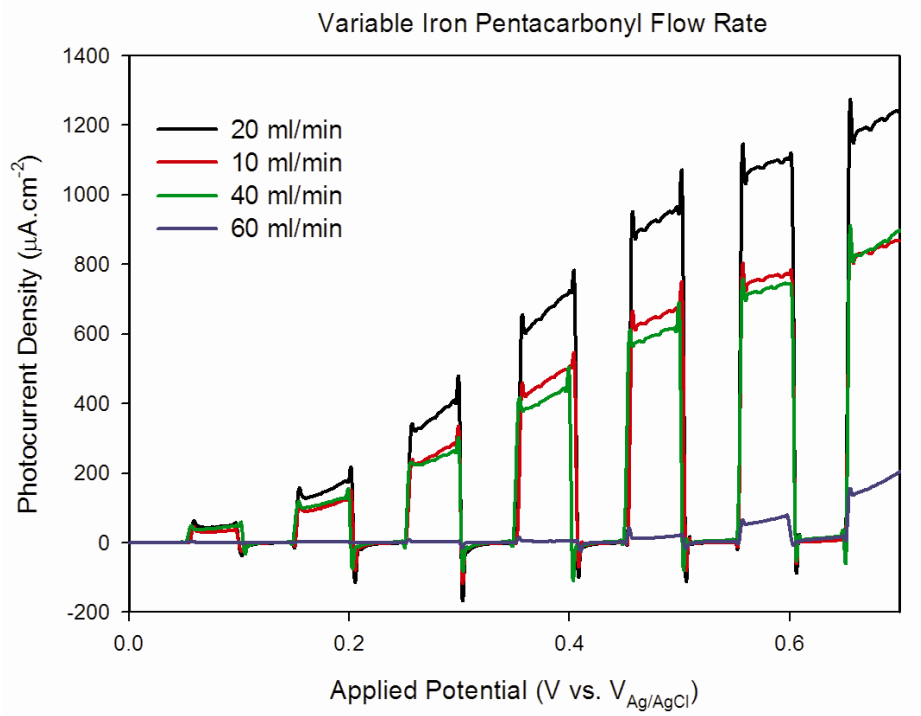 Variable Iron Pentacarbonyl Flow Rate
1400
1200
1000
800
600
400
200
0
-200
Photocurrent Density (μA.cm-2)
20 ml/min
10 ml/min
40 ml/min
60 ml/min
0.0 0.2 0.4 0.6
Applied Potential (V vs. VAg/AgCl)